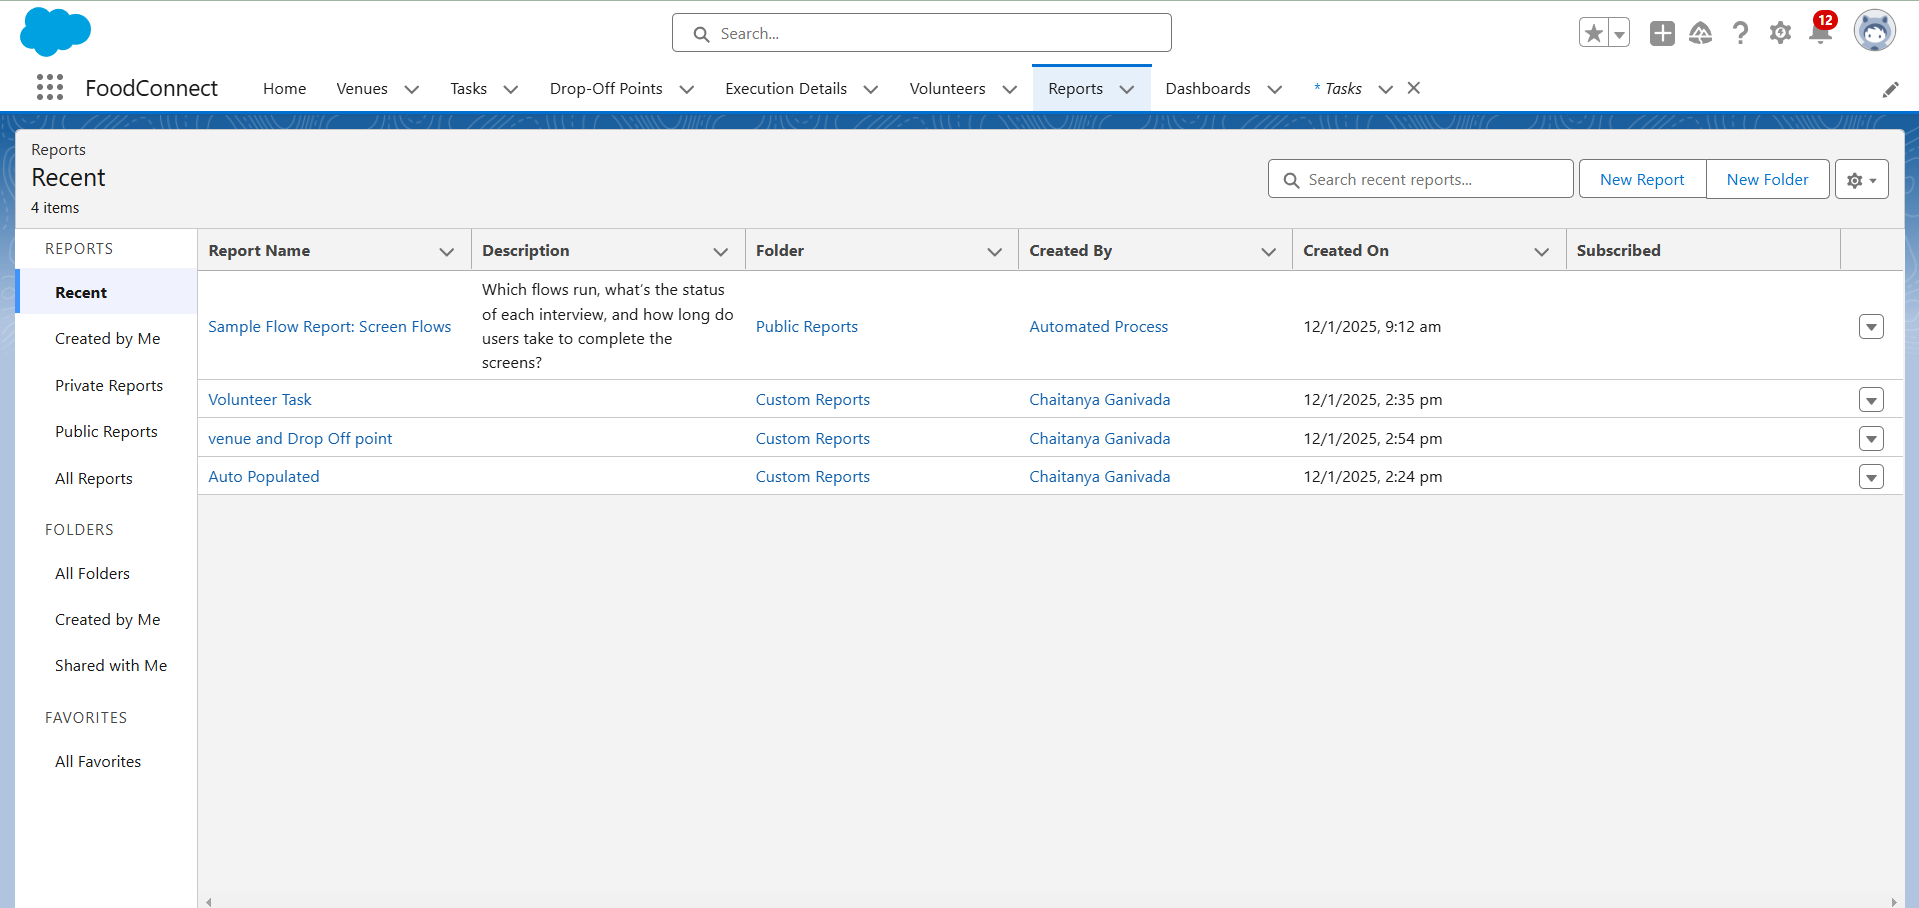 Search...
12
FoodConnect
Home
Venues
Tasks
Drop-Off Points
Execution Details
Volunteers
Reports
Dashboards
* Tasks
Reports
Recent
4 items
Search recent reports...
New Report
New Folder
REPORTS
Recent
Created by Me
Private Reports
Public Reports
All Reports
FOLDERS
All Folders
Created by Me
Shared with Me
FAVORITES
All Favorites
Report Name
Description
Folder
Created By
Created On
Subscribed
Sample Flow Report: Screen Flows
Which flows run, what's the status
of each interview, and how long do
users take to complete the
screens?
Public Reports
Automated Process
12/1/2025, 9:12 am
Volunteer Task
Custom Reports
Chaitanya Ganivada
12/1/2025, 2:35 pm
venue and Drop Off point
Custom Reports
Chaitanya Ganivada
12/1/2025, 2:54 pm
Auto Populated
Custom Reports
Chaitanya Ganivada
12/1/2025, 2:24 pm